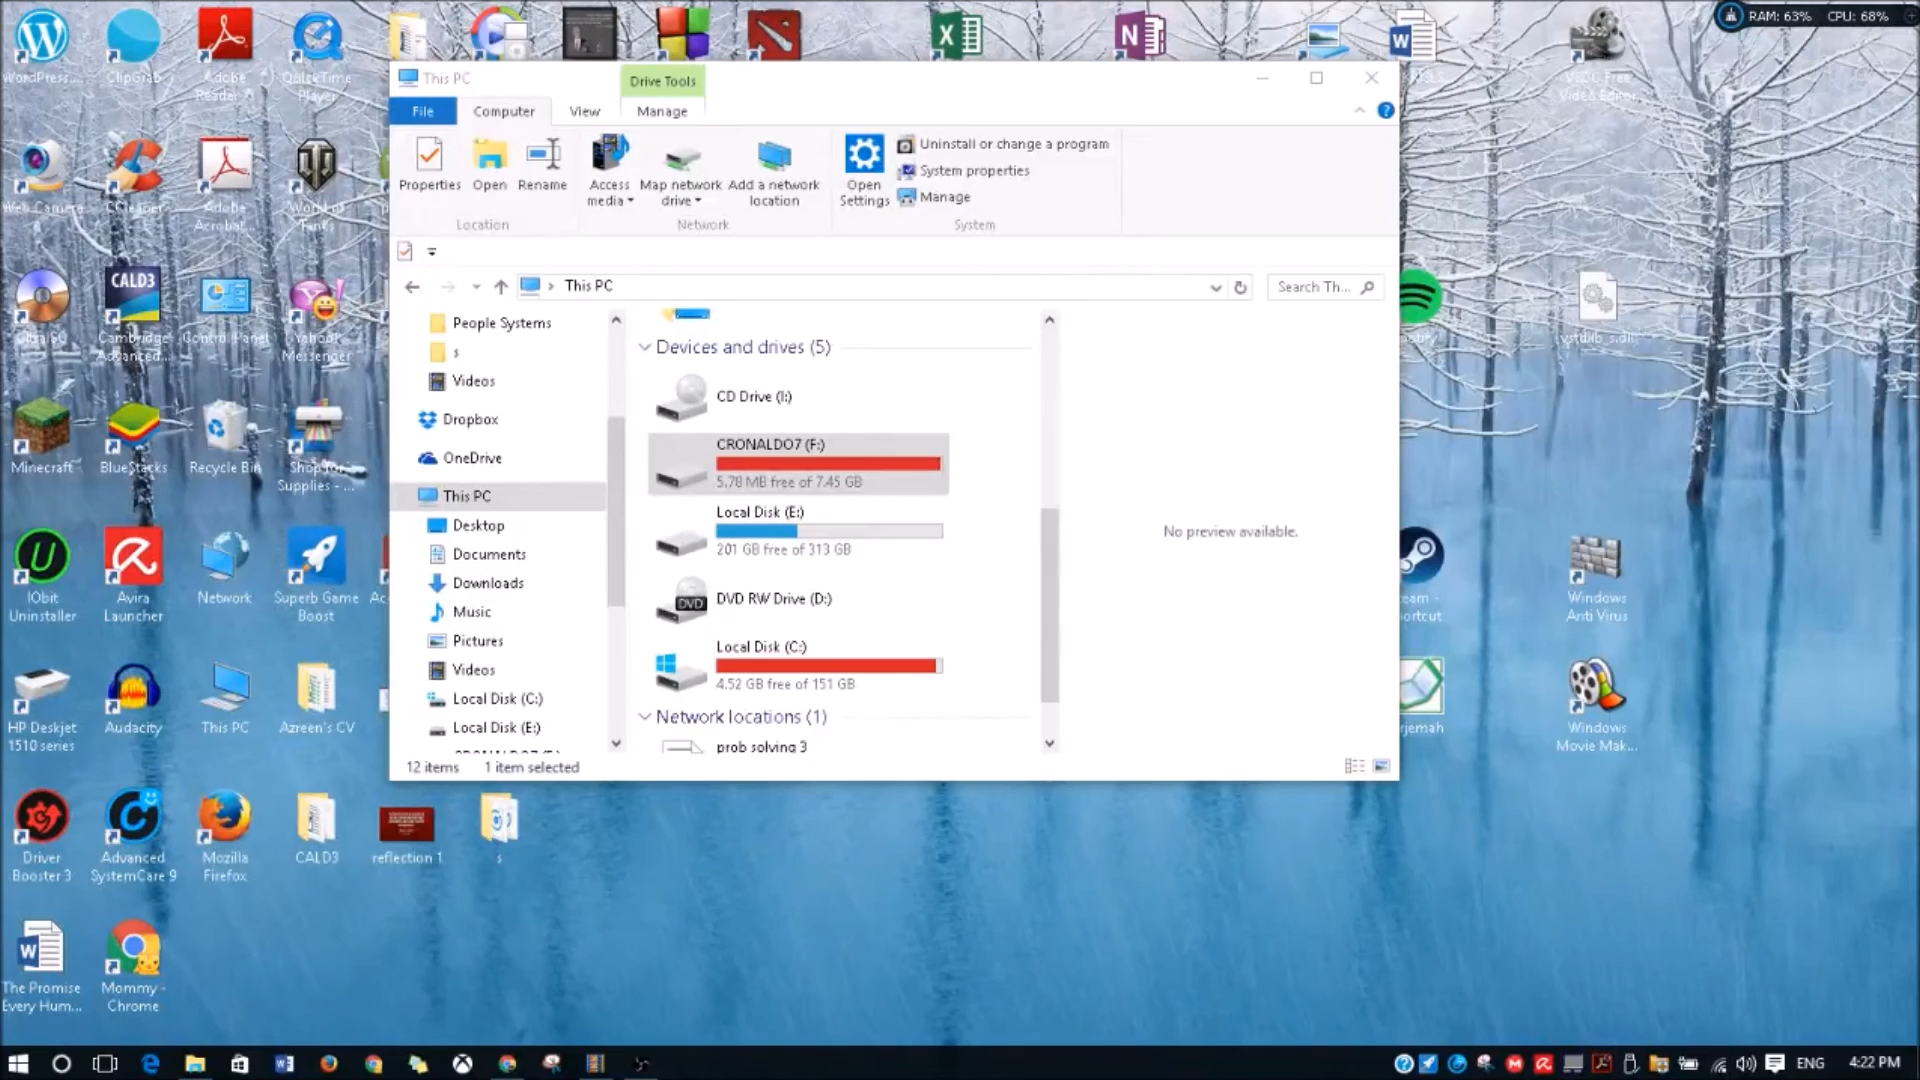 RAM: 63% CPU: 68%
WordPress...
ClipGrab
Adobe
Reader
QuickTime
Player
Web Camera
CCleaner
Adobe
Acrobat...
World of
Tanks
CALD3
Cambridge
Advanced...
Control Panel
Yahoo!
Messenger
Minecraft
BlueStacks
Recycle Bin
Shop for
Supplies - ...
IObit
Uninstaller
Avira
Launcher
Network
Superb Game
Boost
HP Deskjet
1510 series
Audacity
This PC
Azreen's CV
Driver
Booster 3
Advanced
SystemCare 9
Mozilla
Firefox
CALD3
reflection 1
s
The Promise
Every Hum...
Mommy -
Chrome
This PC
Drive Tools
File
Computer
View
Manage
Properties
Open
Rename
Access
media
Map network
drive
Add a network
location
Open
Settings
Uninstall or change a program
System properties
Manage
Location
Network
System
This PC
Search Th...
People Systems
s
Videos
Dropbox
OneDrive
This PC
Desktop
Documents
Downloads
Music
Pictures
Videos
Local Disk (C:)
Local Disk (E:)
Devices and drives (5)
CD Drive (I:)
CRONALDO7 (F:)
5.78 MB free of 7.45 GB
Local Disk (E:)
201 GB free of 313 GB
DVD
DVD RW Drive (D:)
Local Disk (C:)
4.52 GB free of 151 GB
Network locations (1)
prob solving 3
No preview available.
12 items 1 item selected
VSDC Free
Video Editor
vstdlib_s.dll
Windows
Anti Virus
Windows
Movie Mak...
ENG
4:22 PM